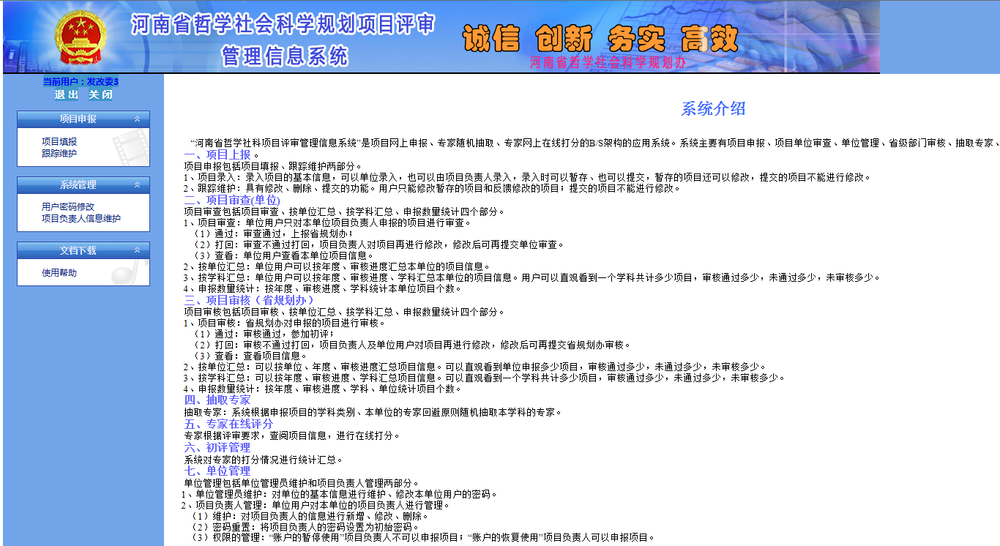 河南省哲学社会科学规划项目评审
管理信息系统
诚信 创新 务实 高效
河南省哲学社会科学规划办
当前用户：发改委3
退 出 关 闭
项目申报
项目填报
跟踪维护
系统管理
用户密码修改
项目负责人信息维护
文档下载
使用帮助
系统介绍
“河南省哲学社科项目评审管理信息系统”是项目网上申报、专家随机抽取、专家网上在线打分的B/S架构的应用系统。系统主要有项目申报、项目单位审查、单位管理、省级部门审核、抽取专家、
一、项目上报 。
项目申报包括项目填报、跟踪维护两部分。
1、项目录入：录入项目的基本信息，可以单位录入，也可以由项目负责人录入，录入时可以暂存、也可以提交，暂存的项目还可以修改，提交的项目不能进行修改。
2、跟踪维护：具有修改、删除、提交的功能。用户只能修改暂存的项目和反馈修改的项目；提交的项目不能进行修改。
二、项目审查(单位)
项目审查包括项目审查、按单位汇总、按学科汇总、申报数量统计四个部分。
1、项目审查：单位用户只对本单位项目负责人申报的项目进行审查。
（1）通过：审查通过，上报省规划办；
（2）打回：审查不通过打回，项目负责人对项目再进行修改，修改后可再提交单位审查。
（3）查看：单位用户查看本单位项目信息。
2、按单位汇总：单位用户可以按年度、审核进度汇总本单位的项目信息。
3、按学科汇总：单位用户可以按年度、审核进度、学科汇总本单位的项目信息。用户可以直观看到一个学科共计多少项目，审核通过多少，未通过多少，未审核多少。
4、申报数量统计：按年度、审核进度、学科统计本单位项目个数。
三、项目审核（省规划办）
项目审核包括项目审核、按单位汇总、按学科汇总、申报数量统计四个部分。
1、项目审核：省规划办对申报的项目进行审核。
（1）通过：审核通过，参加初评；
（2）打回：审核不通过打回，项目负责人及单位用户对项目再进行修改，修改后可再提交省规划办审核。
（3）查看：查看项目信息。
2、按单位汇总：可以按单位、年度、审核进度汇总项目信息。可以直观看到单位申报多少项目，审核通过多少，未通过多少，未审核多少。
3、按学科汇总：可以按年度、审核进度、学科汇总项目信息。可以直观看到一个学科共计多少项目，审核通过多少，未通过多少，未审核多少。
4、申报数量统计：按年度、审核进度、学科、单位统计项目个数。
四、抽取专家
抽取专家：系统根据申报项目的学科类别、本单位的专家回避原则随机抽取本学科的专家。
五、专家在线评分
专家根据评审要求，查阅项目信息，进行在线打分。
六、初评管理
系统对专家的打分情况进行统计汇总。
七、单位管理
单位管理包括单位管理员维护和项目负责人管理两部分。
1、单位管理员维护：对单位的基本信息进行维护、修改本单位用户的密码。
2、项目负责人管理：单位用户对本单位的项目负责人进行管理。
（1）维护：对项目负责人的信息进行新增、修改、删除。
（2）密码重置：将项目负责人的密码设置为初始密码。
（3）权限的管理：“账户的暂停使用”项目负责人不可以申报项目；“账户的恢复使用”项目负责人可以申报项目。